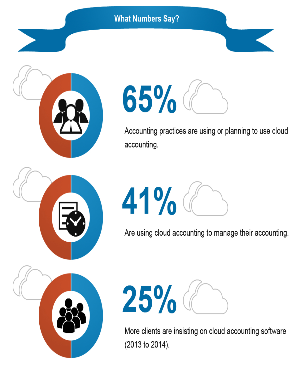 What Numbers Say?
65%
Accounting practices are using or planning to use cloud
accounting.
41%
Are using cloud accounting to manage their accounting.
25%
More clients are insisting on cloud accounting software
(2013 to 2014).